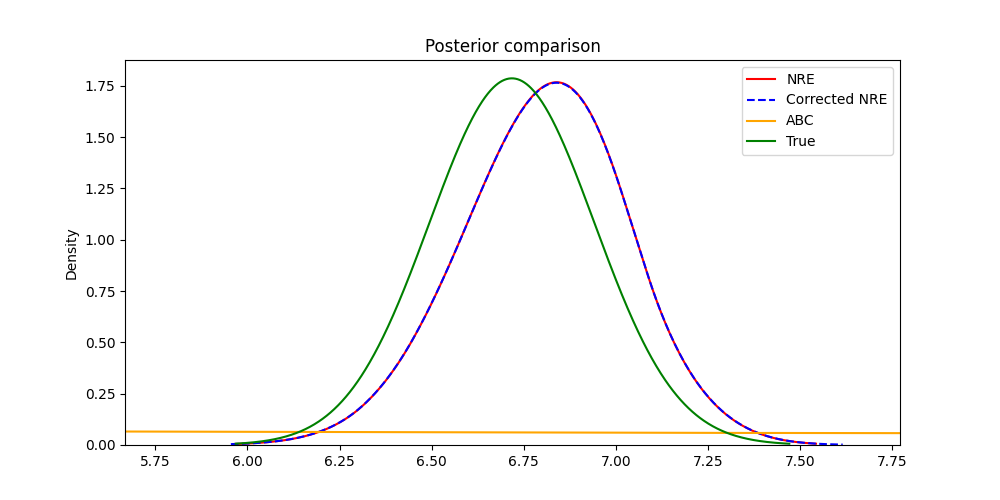 Posterior comparison
NRE
Corrected NRE
ABC
True
Density
1.75
1.50
1.25
1.00
0.75
0.50
0.25
0.00
5.75 6.00 6.25 6.50 6.75 7.00 7.25 7.50 7.75